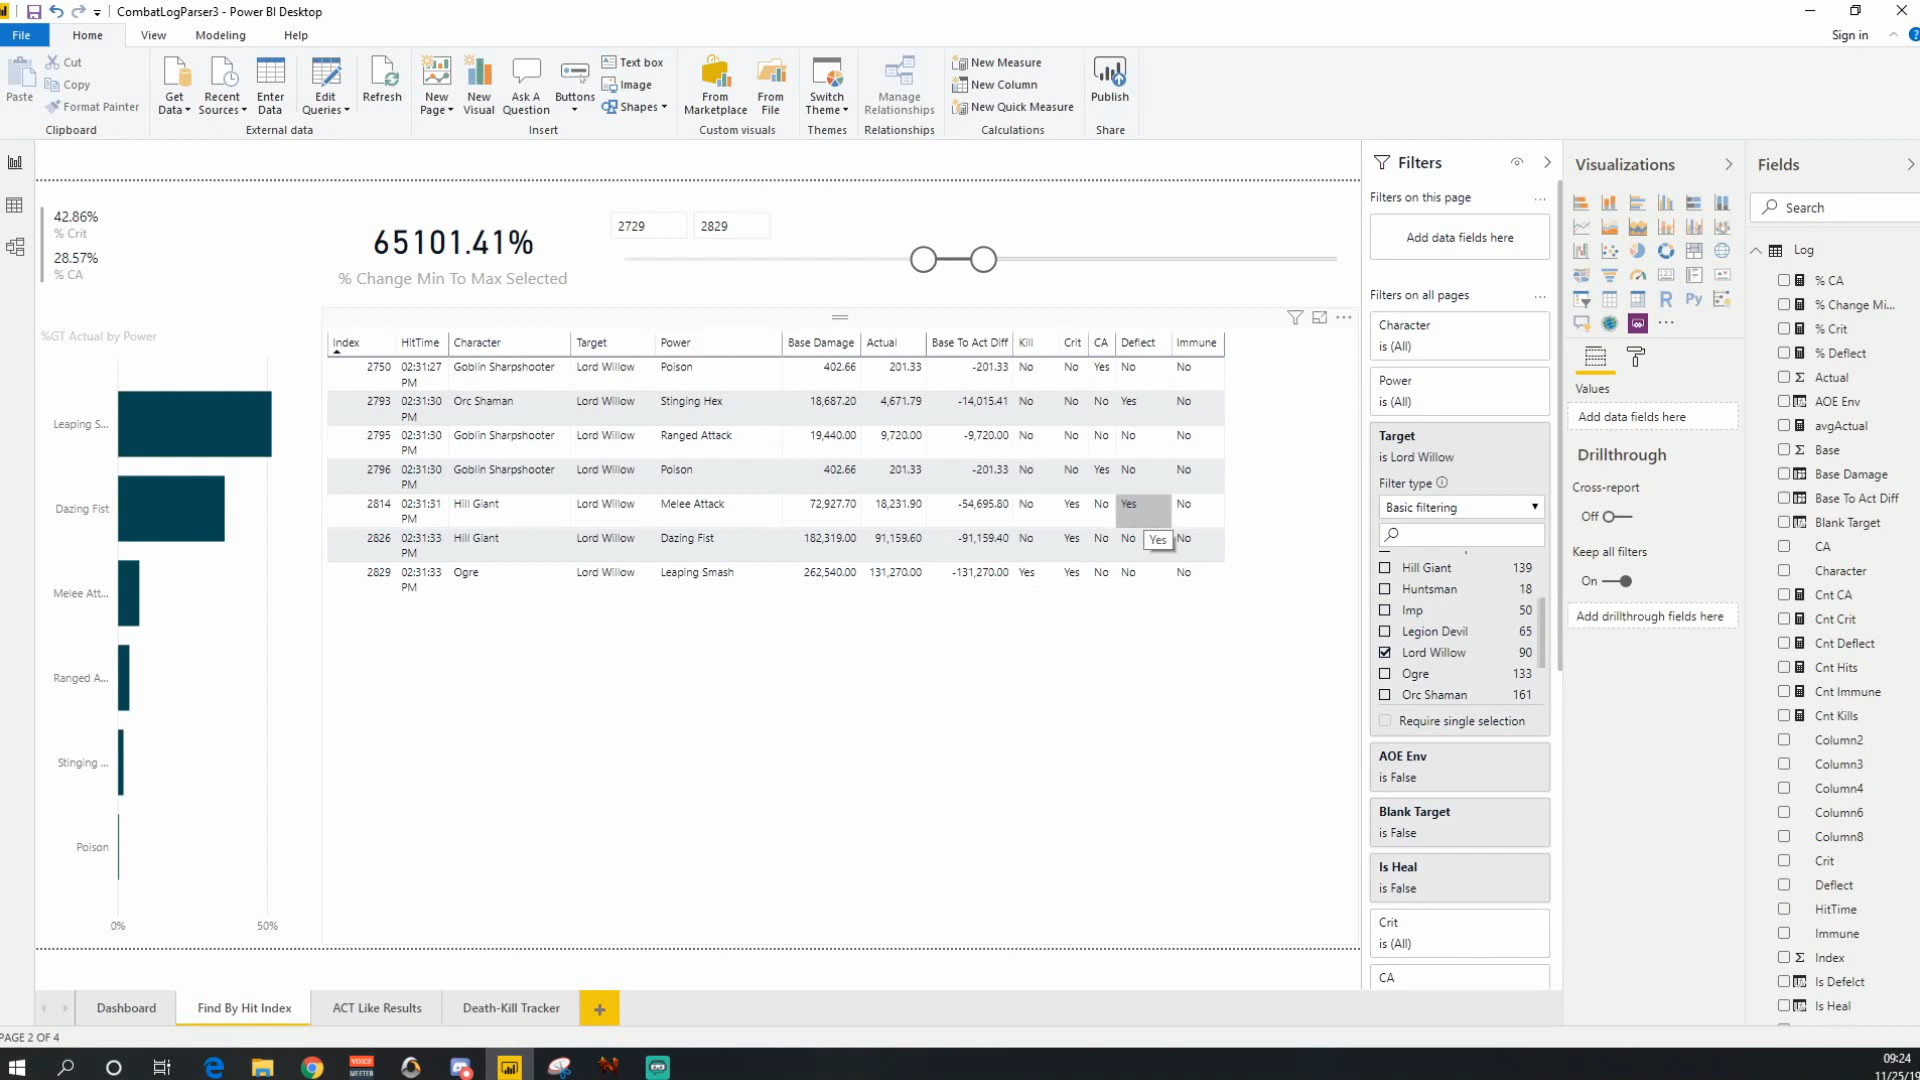 CombatLogParser3 - Power BI Desktop
File
Home
View
Modeling
Help
Sign in
Paste
Cut
Copy
Format Painter
Clipboard
Get Data
Recent Sources
Enter Data
External data
Edit Queries
Refresh
New Page
New Visual
Ask A Question
Buttons
Text box
Image
Shapes
Insert
From Marketplace
From File
Custom visuals
Switch Theme
Themes
Manage Relationships
Relationships
New Measure
New Column
New Quick Measure
Calculations
Publish
Share
42.86%
% Crit
28.57%
% CA
65101.41%
% Change Min To Max Selected
2729
2829
%GT Actual by Power
Leaping S...
Dazing Fist
Melee Att...
Ranged A...
Stinging ...
Poison
0%
50%
Index HitTime Character Target Power Base Damage Actual Base To Act Diff Kill Crit CA Deflect Immune
2750 02:31:27 PM Goblin Sharpshooter Lord Willow Poison 402.66 201.33 -201.33 No No Yes No No
2793 02:31:30 PM Orc Shaman Lord Willow Stinging Hex 18,687.20 4,671.79 -14,015.41 No No No Yes No
2795 02:31:30 PM Goblin Sharpshooter Lord Willow Ranged Attack 19,440.00 9,720.00 -9,720.00 No No No No No
2796 02:31:30 PM Goblin Sharpshooter Lord Willow Poison 402.66 201.33 -201.33 No No Yes No No
2814 02:31:31 PM Hill Giant Lord Willow Melee Attack 72,927.70 18,231.90 -54,695.80 No Yes No Yes No
2826 02:31:33 PM Hill Giant Lord Willow Dazing Fist 182,319.00 91,159.60 -91,159.40 No Yes No No No
Yes
2829 02:31:33 PM Ogre Lord Willow Leaping Smash 262,540.00 131,270.00 -131,270.00 Yes Yes No No No
Filters
Filters on this page
...
Add data fields here
Filters on all pages
...
Character
is (All)
Power
is (All)
Target
is Lord Willow
Filter type
Basic filtering
Hill Giant 139
Huntsman 18
Imp 50
Legion Devil 65
Lord Willow 90
Ogre 133
Orc Shaman 161
Require single selection
AOE Env
is False
Blank Target
is False
Is Heal
is False
Crit
is (All)
CA
Visualizations
R
Py
...
Values
Add data fields here
Drillthrough
Cross-report
Off
Keep all filters
On
Add drillthrough fields here
Fields
Search
Log
% CA
% Change Mi...
% Crit
% Deflect
Actual
AOE Env
avgActual
Base
Base Damage
Base To Act Diff
Blank Target
CA
Character
Cnt CA
Cnt Crit
Cnt Deflect
Cnt Hits
Cnt Immune
Cnt Kills
Column2
Column3
Column4
Column6
Column8
Crit
Deflect
HitTime
Immune
Index
Is Defelct
Is Heal
Dashboard
Find By Hit Index
ACT Like Results
Death-Kill Tracker
+
PAGE 2 OF 4
VOICE
MEETER
09:24
11/25/19